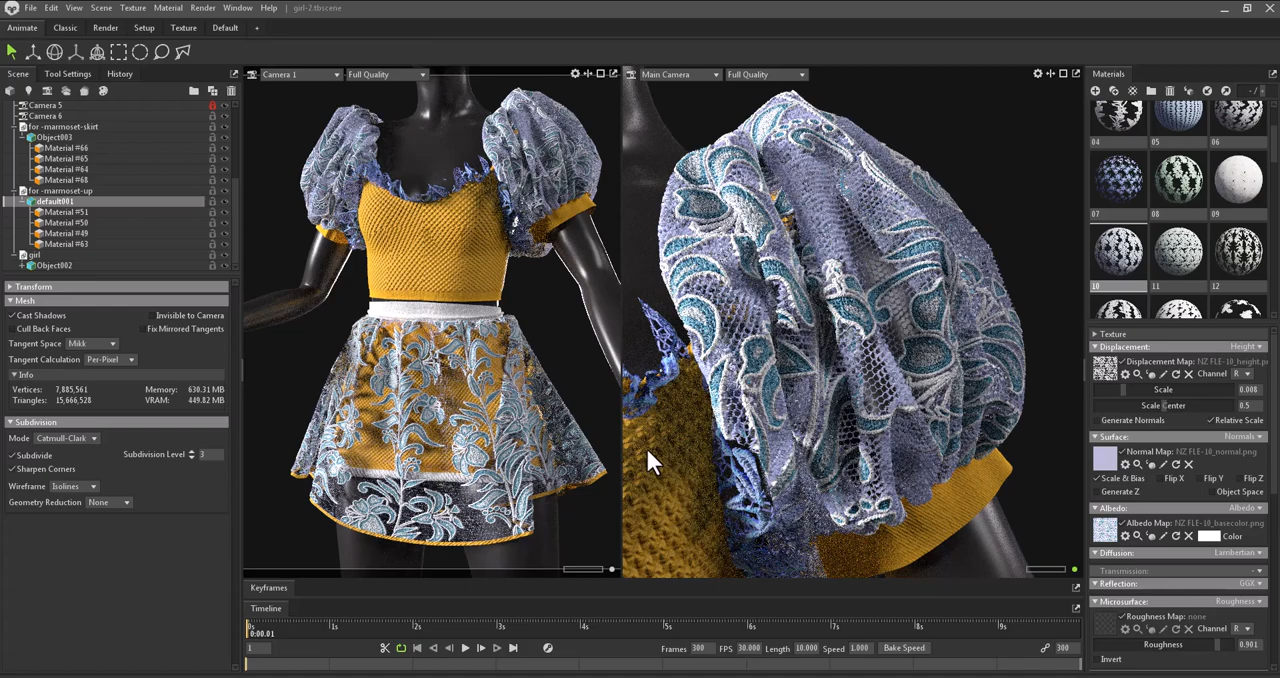 File Edit View Scene Texture Material Render Window Help girl-2.tbscene
Animate Classic Render Setup Texture Default +
Scene Tool Settings History
Camera 5
Camera 6
for -marmoset-skirt
Object003
Material #66
Material #65
Material #64
Material #68
for -marmoset-up
default001
Material #51
Material #50
Material #49
Material #63
girl
Object002
Transform
Mesh
Cast Shadows Invisible to Camera
Cull Back Faces Fix Mirrored Tangents
Tangent Space Mikk
Tangent Calculation Per-Pixel
Info
Vertices: 7,885,561 Memory: 630.31 MB
Triangles: 15,666,528 VRAM: 449.82 MB
Subdivision
Mode Catmull-Clark
Subdivide Subdivision Level 3
Sharpen Corners
Wireframe Isolines
Geometry Reduction None
Camera 1 Full Quality
Main Camera Full Quality
Keyframes
Timeline
0s 1s 2s 3s 4s 5s 6s 7s 8s 9s
0:00.01
1 Frames 300 FPS 30.000 Length 10.000 Speed 1.000 Bake Speed 300
Materials
- /
04 05 06
07 08 09
10 11 12
Texture
Displacement: Height
Displacement Map: NZ FLE-10_height.pn
Channel R
Scale 0.008
Scale Center 0.5
Generate Normals Relative Scale
Surface: Normals
Normal Map: NZ FLE-10_normal.png
Scale & Bias Flip X Flip Y Flip Z
Generate Z Object Space
Albedo: Albedo
Albedo Map: NZ FLE-10_basecolor.png
Color
Diffusion: Lambertian
Transmission: -
Reflection: GGX
Microsurface: Roughness
Roughness Map: none
Channel R
Roughness 0.901
Invert